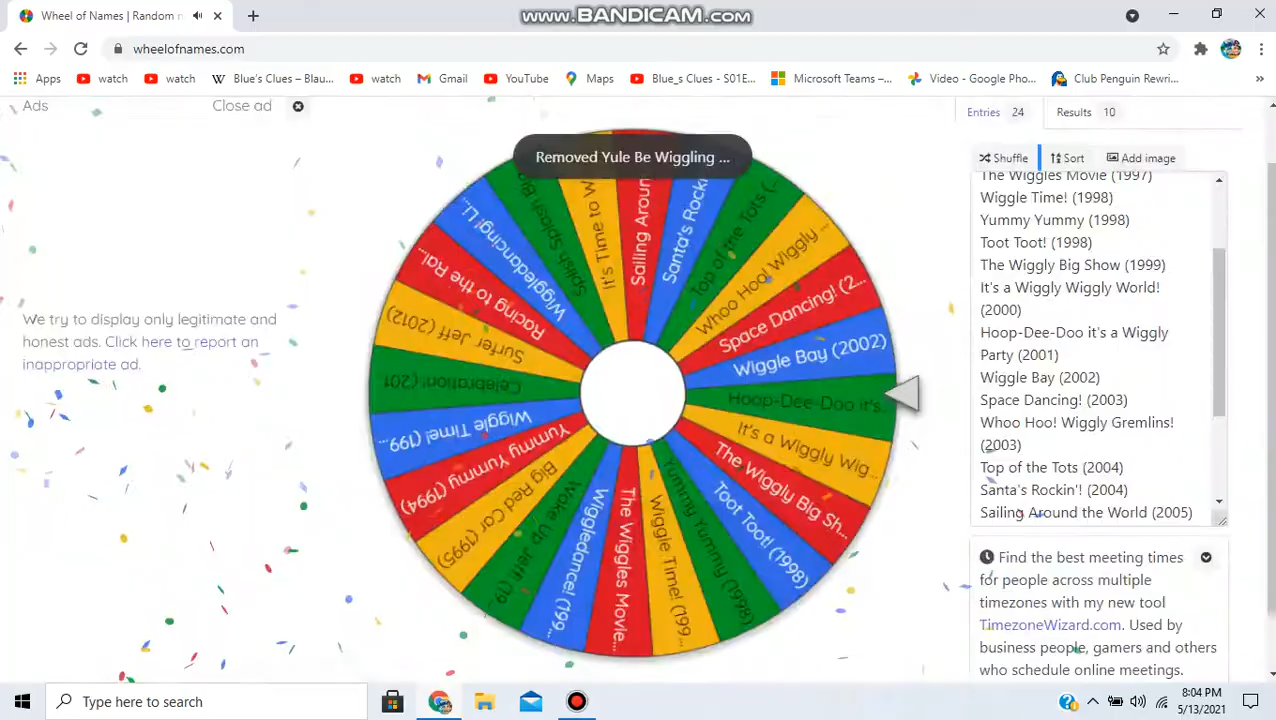 www.BANDICAM.com
Wheel of Names | Random n
wheelofnames.com
Apps watch watch Blue's Clues – Blau... watch Gmail YouTube Maps Blue_s Clues - S01E... Microsoft Teams –... Video - Google Pho... Club Penguin Rewri... »
Ads Close ad
Entries 24 Results 10
Removed Yule Be Wiggling ...
Shuffle Sort Add image
The Wiggles Movie (1997)
Wiggle Time! (1998)
Yummy Yummy (1998)
Toot Toot! (1998)
The Wiggly Big Show (1999)
It's a Wiggly Wiggly World!
(2000)
Hoop-Dee-Doo it's a Wiggly
Party (2001)
Wiggle Bay (2002)
Space Dancing! (2003)
Whoo Hoo! Wiggly Gremlins!
(2003)
Top of the Tots (2004)
Santa's Rockin'! (2004)
Sailing Around the World (2005)
We try to display only legitimate and
honest ads. Click here to report an
inappropriate ad.
Sailing Aroun
Santa's Rocki
Top of the Tots (...
Whoo Hoo! Wiggly ...
Space Dancing! (2...
Wiggle Bay (2002)
Hoop-Dee-Doo it's...
It's a Wiggly Wig...
The Wiggly Big Sh...
Toot Toot! (1998)
Yummy Yummy (1998)
Wiggle Time! (199...
The Wiggles Movie...
Wiggledance! (199...
Wake Up Jeff! (19...
Big Red Car (1995)
Yummy Yummy (1994)
Wiggle Time! (199...
Celebration! (201...
Surfer Jeff (2012)
Racing to the Rai...
Wiggledancing! Li...
Splish Splash Bi
It's Time to W
Find the best meeting times
for people across multiple
timezones with my new tool
TimezoneWizard.com. Used by
business people, gamers and others
who schedule online meetings.
Type here to search
8:04 PM
5/13/2021